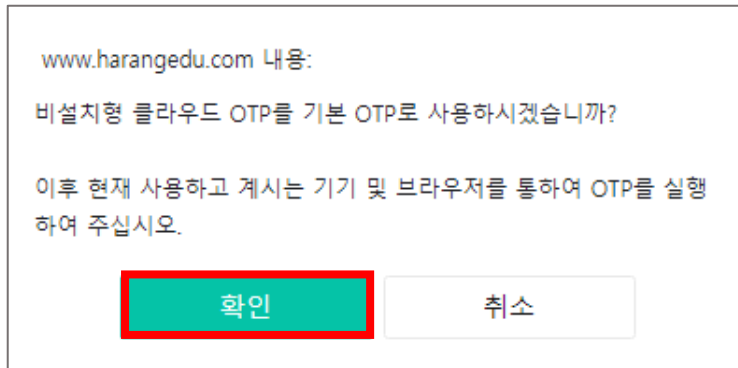 www.harangedu.com 내용:
비설치형 클라우드 OTP를 기본 OTP로 사용하시겠습니까?
이후 현재 사용하고 계시는 기기 및 브라우저를 통하여 OTP를 실행
하여 주십시오.
확인 취소